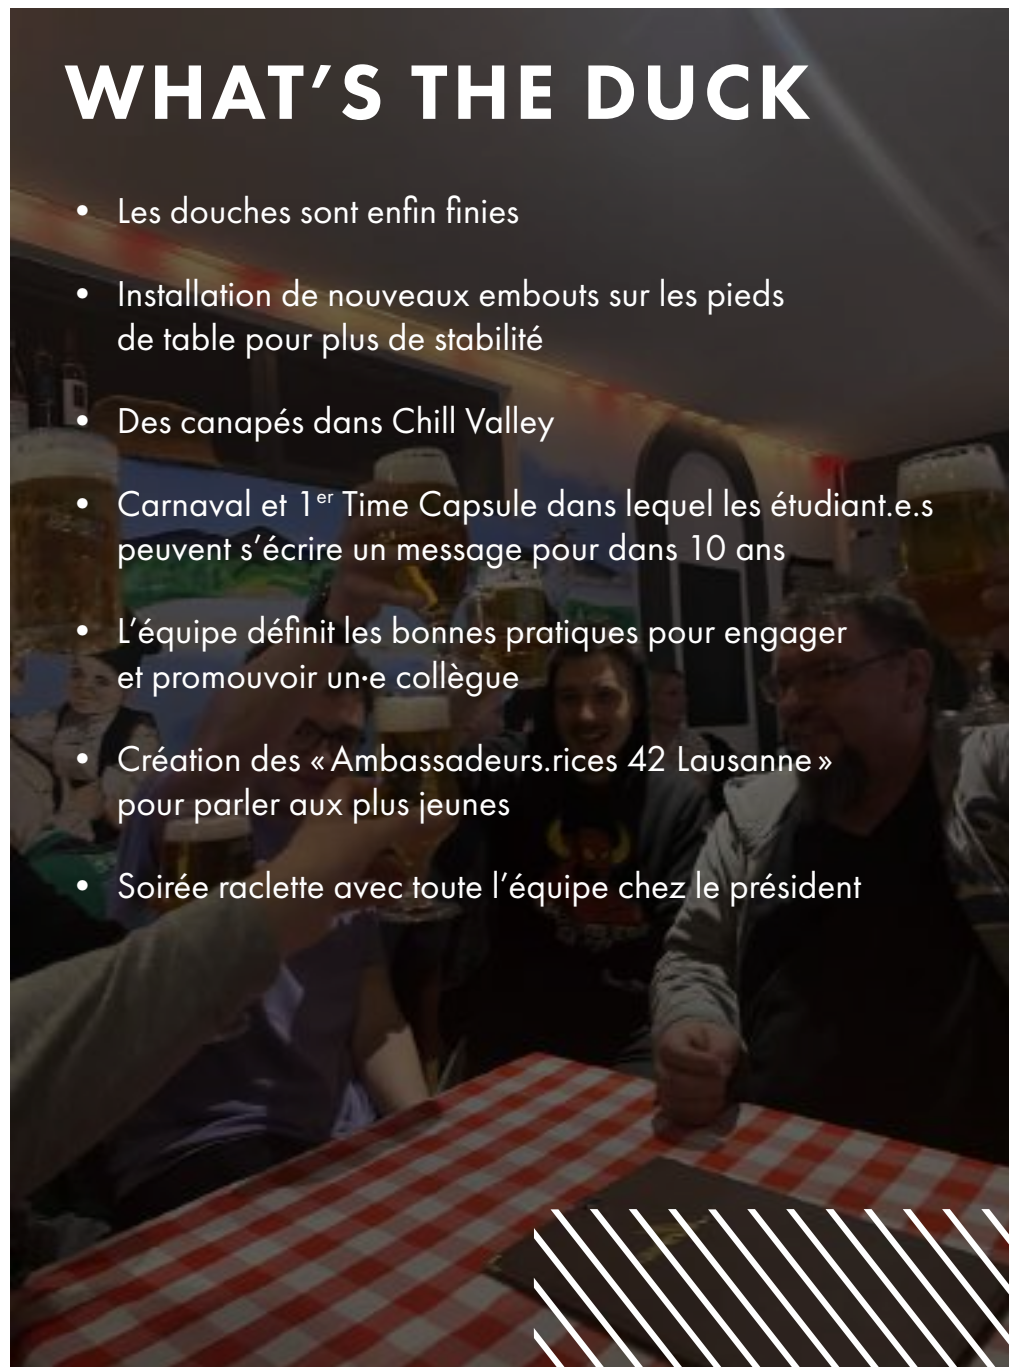 WHAT’S THE DUCK
• Les douches sont enfin finies
• Installation de nouveaux embouts sur les pieds
de table pour plus de stabilité
• Des canapés dans Chill Valley
• Carnaval et 1er Time Capsule dans lequel les étudiant.e.s
peuvent s’écrire un message pour dans 10 ans
• L’équipe définit les bonnes pratiques pour engager
et promouvoir un·e collègue
• Création des « Ambassadeurs.rices 42 Lausanne »
pour parler aux plus jeunes
• Soirée raclette avec toute l’équipe chez le président